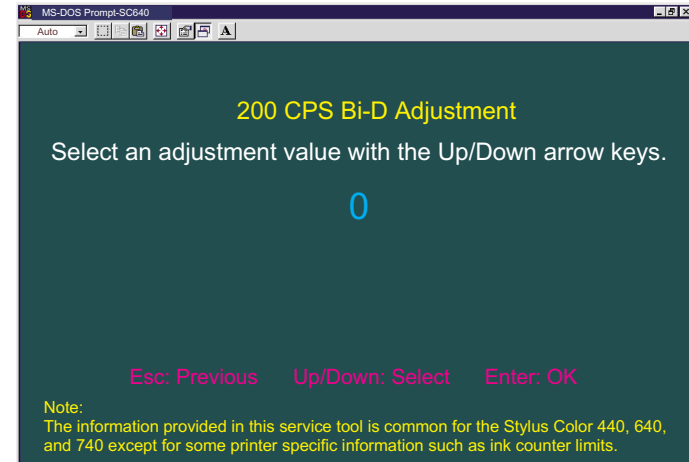 MS-DOS Prompt-SC640
Auto A
200 CPS Bi-D Adjustment
Select an adjustment value with the Up/Down arrow keys.
0
Esc: Previous Up/Down: Select Enter: OK
Note:
The information provided in this service tool is common for the Stylus Color 440, 640,
and 740 except for some printer specific information such as ink counter limits.